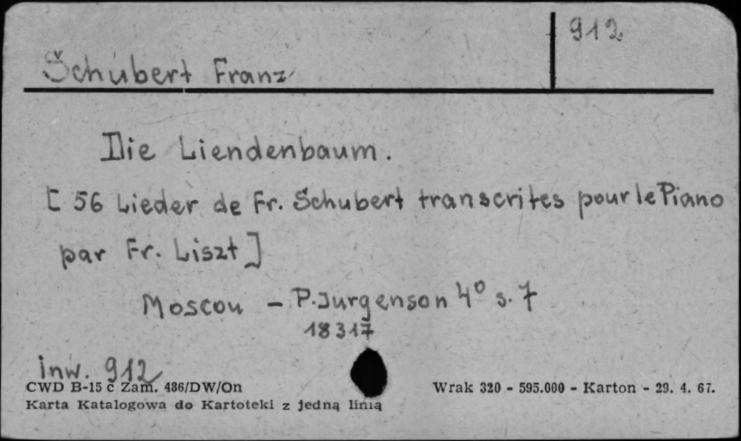 912
Schubert Franz
Die Liendenbaum.
[ 56 Lieder de Fr. Schubert transcrites pour le Piano
par Fr. Liszt ]
Moscou - P. Jurgenson 4° s. 7
18317
inw. 912
CWD B-15 c Zam. 486/DW/On Wrak 320 - 595.000 - Karton - 29. 4. 67.
Karta Katalogowa do Kartoteki z jedną linią